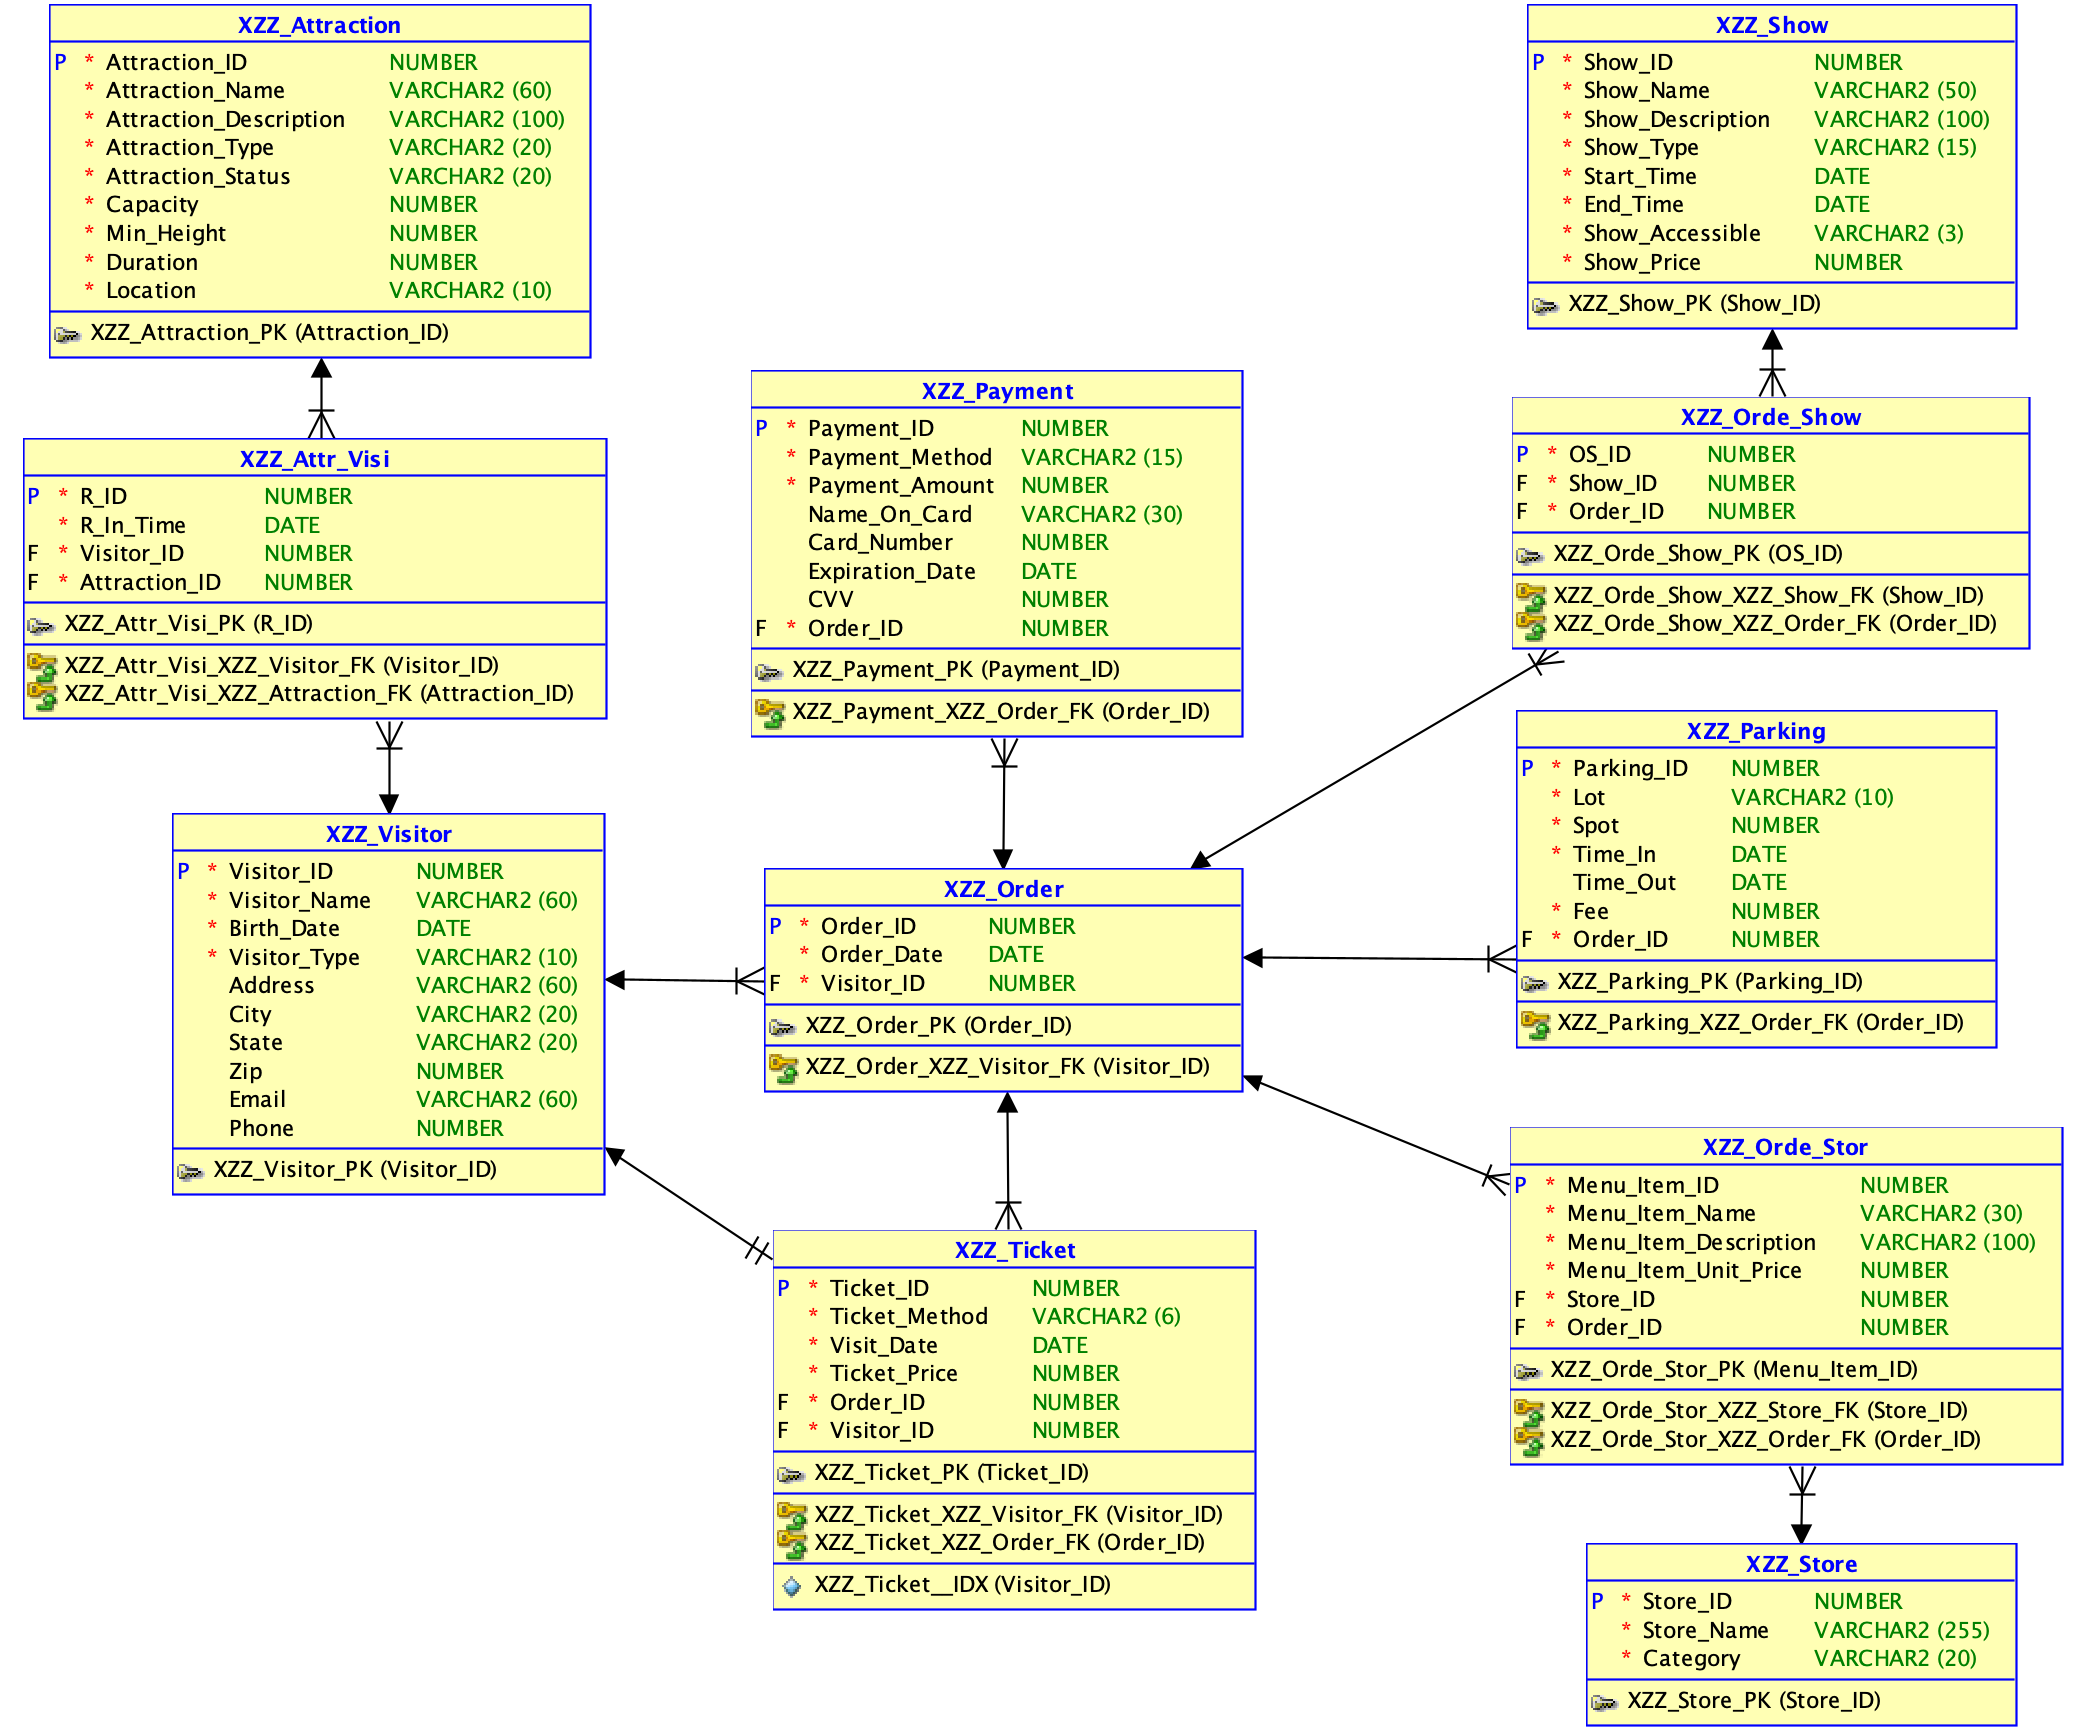 XZZ_Attraction
P * Attraction_ID NUMBER
* Attraction_Name VARCHAR2 (60)
* Attraction_Description VARCHAR2 (100)
* Attraction_Type VARCHAR2 (20)
* Attraction_Status VARCHAR2 (20)
* Capacity NUMBER
* Min_Height NUMBER
* Duration NUMBER
* Location VARCHAR2 (10)
XZZ_Attraction_PK (Attraction_ID)
XZZ_Show
P * Show_ID NUMBER
* Show_Name VARCHAR2 (50)
* Show_Description VARCHAR2 (100)
* Show_Type VARCHAR2 (15)
* Start_Time DATE
* End_Time DATE
* Show_Accessible VARCHAR2 (3)
* Show_Price NUMBER
XZZ_Show_PK (Show_ID)
XZZ_Attr_Visi
P * R_ID NUMBER
* R_In_Time DATE
F * Visitor_ID NUMBER
F * Attraction_ID NUMBER
XZZ_Attr_Visi_PK (R_ID)
XZZ_Attr_Visi_XZZ_Visitor_FK (Visitor_ID)
XZZ_Attr_Visi_XZZ_Attraction_FK (Attraction_ID)
XZZ_Payment
P * Payment_ID NUMBER
* Payment_Method VARCHAR2 (15)
* Payment_Amount NUMBER
Name_On_Card VARCHAR2 (30)
Card_Number NUMBER
Expiration_Date DATE
CVV NUMBER
F * Order_ID NUMBER
XZZ_Payment_PK (Payment_ID)
XZZ_Payment_XZZ_Order_FK (Order_ID)
XZZ_Orde_Show
P * OS_ID NUMBER
F * Show_ID NUMBER
F * Order_ID NUMBER
XZZ_Orde_Show_PK (OS_ID)
XZZ_Orde_Show_XZZ_Show_FK (Show_ID)
XZZ_Orde_Show_XZZ_Order_FK (Order_ID)
XZZ_Parking
P * Parking_ID NUMBER
* Lot VARCHAR2 (10)
* Spot NUMBER
* Time_In DATE
Time_Out DATE
* Fee NUMBER
F * Order_ID NUMBER
XZZ_Parking_PK (Parking_ID)
XZZ_Parking_XZZ_Order_FK (Order_ID)
XZZ_Visitor
P * Visitor_ID NUMBER
* Visitor_Name VARCHAR2 (60)
* Birth_Date DATE
* Visitor_Type VARCHAR2 (10)
Address VARCHAR2 (60)
City VARCHAR2 (20)
State VARCHAR2 (20)
Zip NUMBER
Email VARCHAR2 (60)
Phone NUMBER
XZZ_Visitor_PK (Visitor_ID)
XZZ_Order
P * Order_ID NUMBER
* Order_Date DATE
F * Visitor_ID NUMBER
XZZ_Order_PK (Order_ID)
XZZ_Order_XZZ_Visitor_FK (Visitor_ID)
XZZ_Orde_Stor
P * Menu_Item_ID NUMBER
* Menu_Item_Name VARCHAR2 (30)
* Menu_Item_Description VARCHAR2 (100)
* Menu_Item_Unit_Price NUMBER
F * Store_ID NUMBER
F * Order_ID NUMBER
XZZ_Orde_Stor_PK (Menu_Item_ID)
XZZ_Orde_Stor_XZZ_Store_FK (Store_ID)
XZZ_Orde_Stor_XZZ_Order_FK (Order_ID)
XZZ_Ticket
P * Ticket_ID NUMBER
* Ticket_Method VARCHAR2 (6)
* Visit_Date DATE
* Ticket_Price NUMBER
F * Order_ID NUMBER
F * Visitor_ID NUMBER
XZZ_Ticket_PK (Ticket_ID)
XZZ_Ticket_XZZ_Visitor_FK (Visitor_ID)
XZZ_Ticket_XZZ_Order_FK (Order_ID)
XZZ_Ticket__IDX (Visitor_ID)
XZZ_Store
P * Store_ID NUMBER
* Store_Name VARCHAR2 (255)
* Category VARCHAR2 (20)
XZZ_Store_PK (Store_ID)